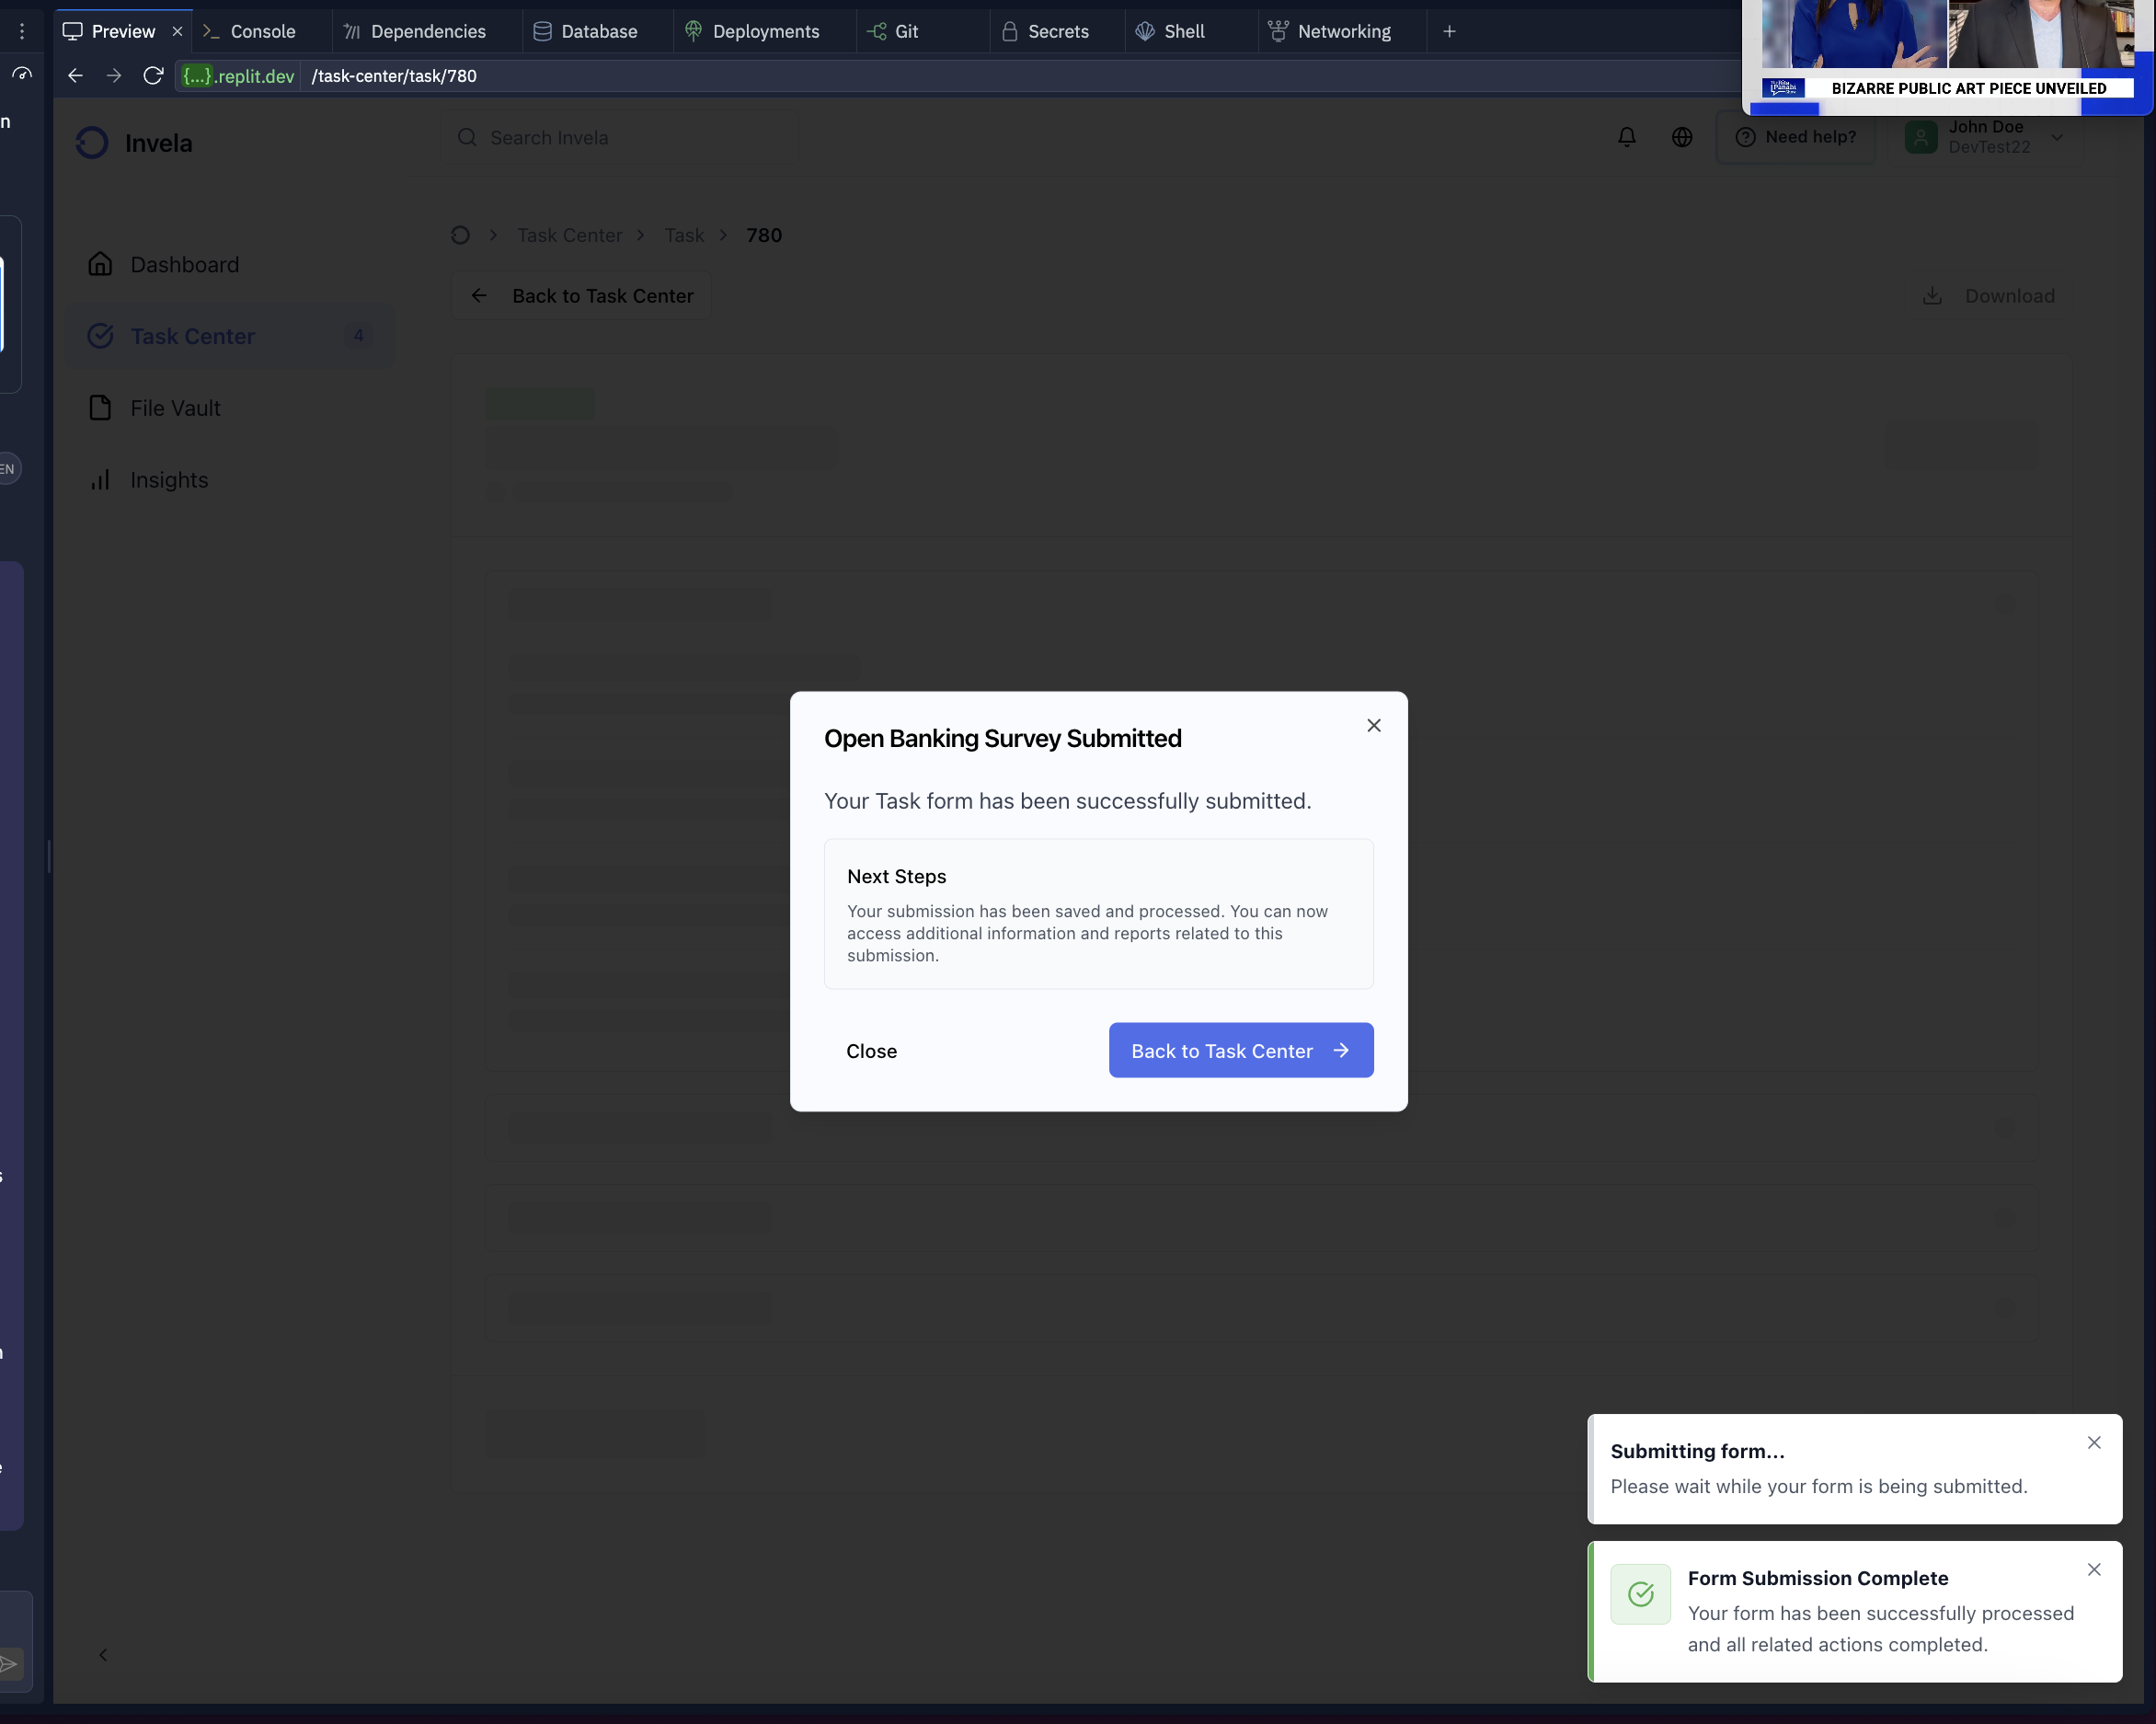 Preview
Console
Dependencies
Database
Deployments
Git
Secrets
Shell
Networking
{...}.replit.dev
/task-center/task/780
BIZARRE PUBLIC ART PIECE UNVEILED
n
EN
Invela
Search Invela
Need help?
John Doe
DevTest22
Dashboard
Task Center
4
File Vault
Insights
Task Center
Task
780
Back to Task Center
Download
Open Banking Survey Submitted
Your Task form has been successfully submitted.
Next Steps
Your submission has been saved and processed. You can now
access additional information and reports related to this
submission.
Close
Back to Task Center
Submitting form...
Please wait while your form is being submitted.
Form Submission Complete
Your form has been successfully processed
and all related actions completed.